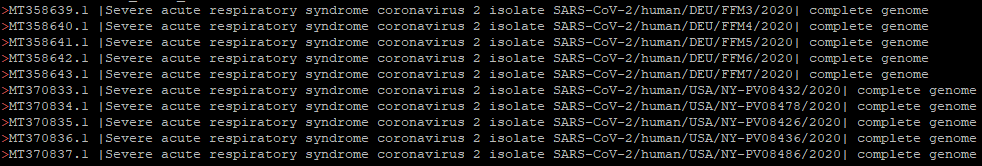 >MT358639.1 |Severe acute respiratory syndrome coronavirus 2 isolate SARS-CoV-2/human/DEU/FFM3/2020| complete genome
>MT358640.1 |Severe acute respiratory syndrome coronavirus 2 isolate SARS-CoV-2/human/DEU/FFM4/2020| complete genome
>MT358641.1 |Severe acute respiratory syndrome coronavirus 2 isolate SARS-CoV-2/human/DEU/FFM5/2020| complete genome
>MT358642.1 |Severe acute respiratory syndrome coronavirus 2 isolate SARS-CoV-2/human/DEU/FFM6/2020| complete genome
>MT358643.1 |Severe acute respiratory syndrome coronavirus 2 isolate SARS-CoV-2/human/DEU/FFM7/2020| complete genome
>MT370833.1 |Severe acute respiratory syndrome coronavirus 2 isolate SARS-CoV-2/human/USA/NY-PV08432/2020| complete genome
>MT370834.1 |Severe acute respiratory syndrome coronavirus 2 isolate SARS-CoV-2/human/USA/NY-PV08478/2020| complete genome
>MT370835.1 |Severe acute respiratory syndrome coronavirus 2 isolate SARS-CoV-2/human/USA/NY-PV08426/2020| complete genome
>MT370836.1 |Severe acute respiratory syndrome coronavirus 2 isolate SARS-CoV-2/human/USA/NY-PV08436/2020| complete genome
>MT370837.1 |Severe acute respiratory syndrome coronavirus 2 isolate SARS-CoV-2/human/USA/NY-PV08486/2020| complete genome